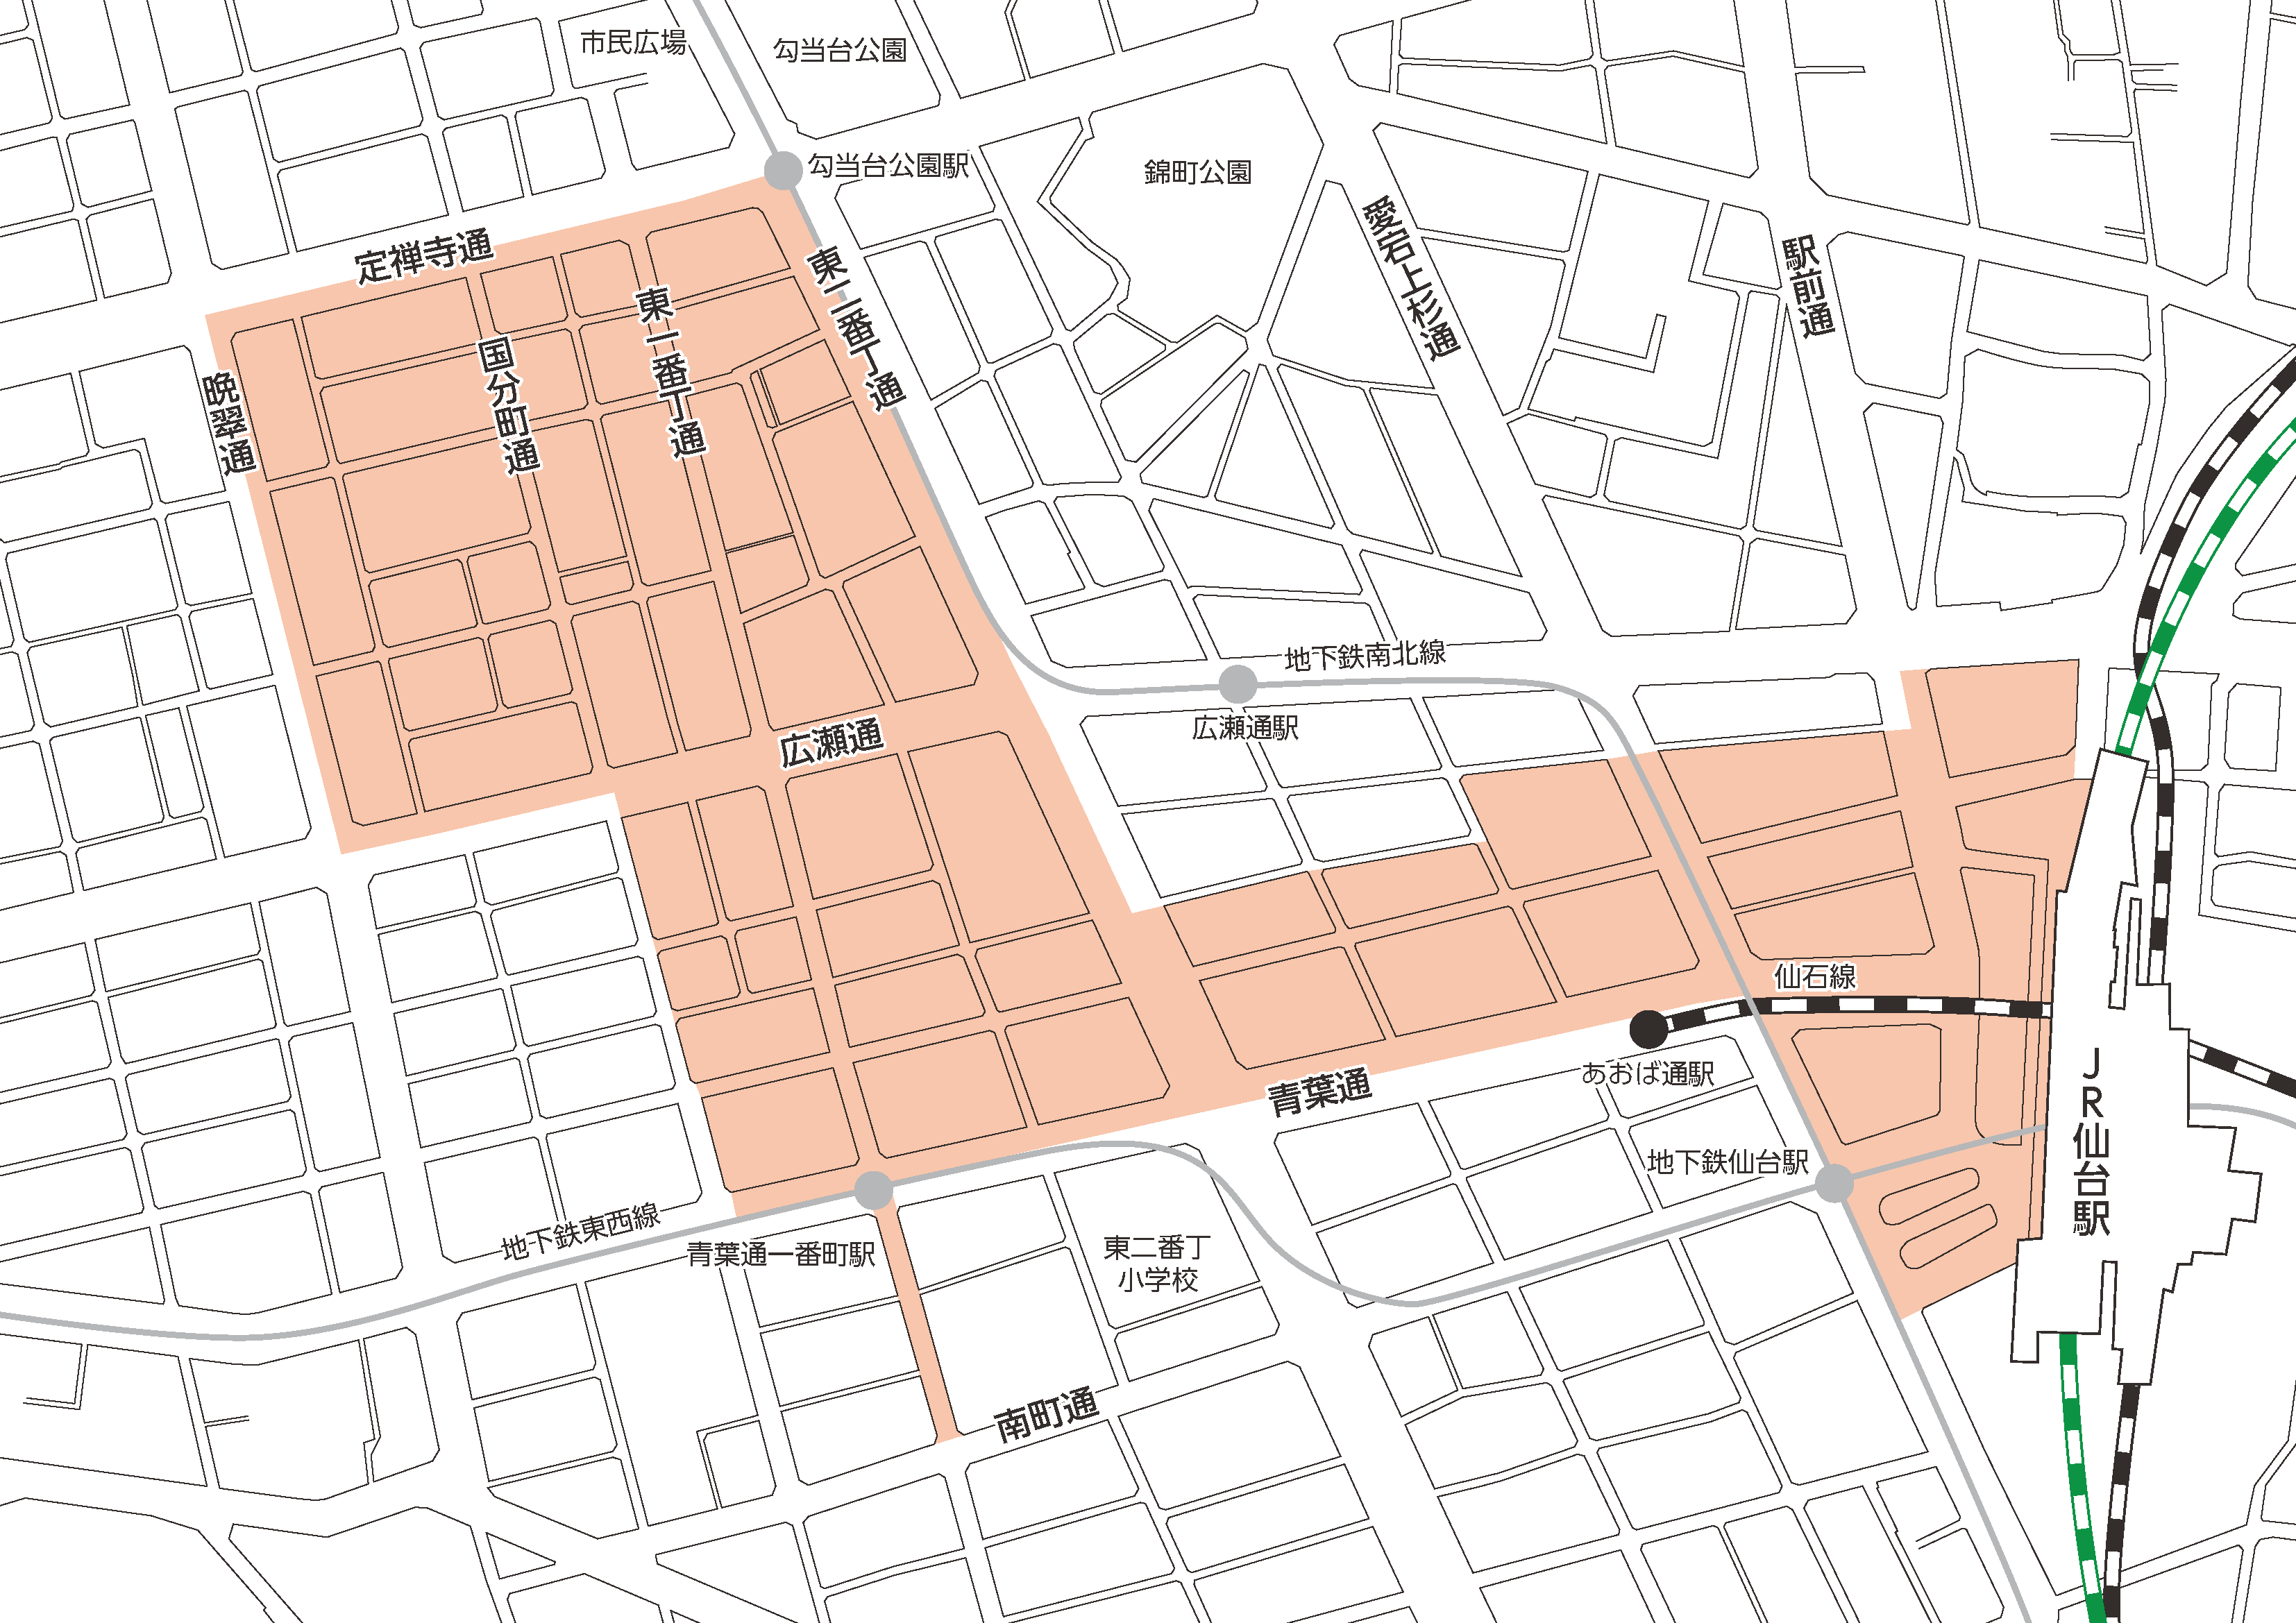 市民広場
勾当台公園
勾当台公園駅
錦町公園
定禅寺通
晩翠通
国分町通
東一番丁通
東二番丁通
愛宕上杉通
駅前通
地下鉄南北線
広瀬通駅
広瀬通
仙石線
あおば通駅
青葉通
地下鉄仙台駅
JR仙台駅
地下鉄東西線
青葉通一番町駅
東二番丁
小学校
南町通